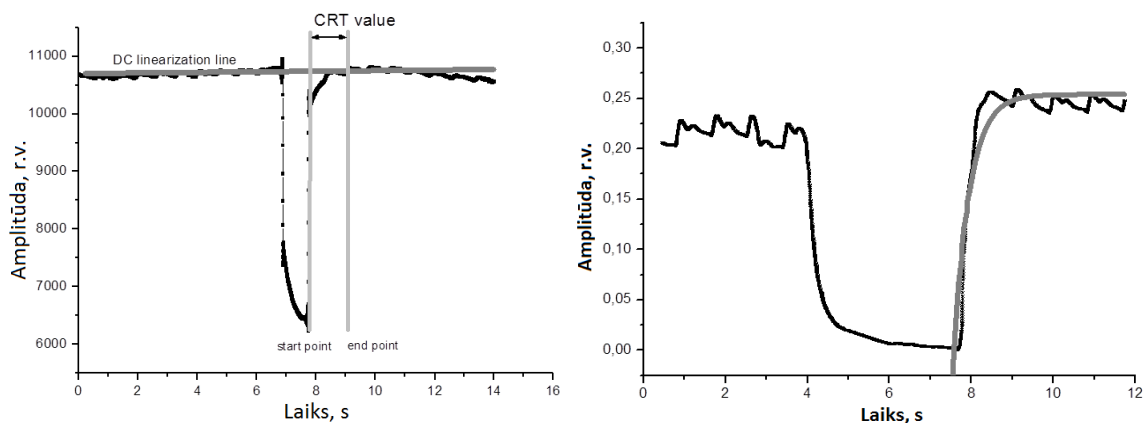 CRT value
11000
DC linearization line
10000
9000
8000
7000
6000
start point
end point
0 2 4 6 8 10 12 14 16
Laiks, s
Amplitūda, r.v.
0,30
0,25
0,20
0,15
0,10
0,05
0,00
0 2 4 6 8 10 12
Laiks, s
Amplitūda, r.v.